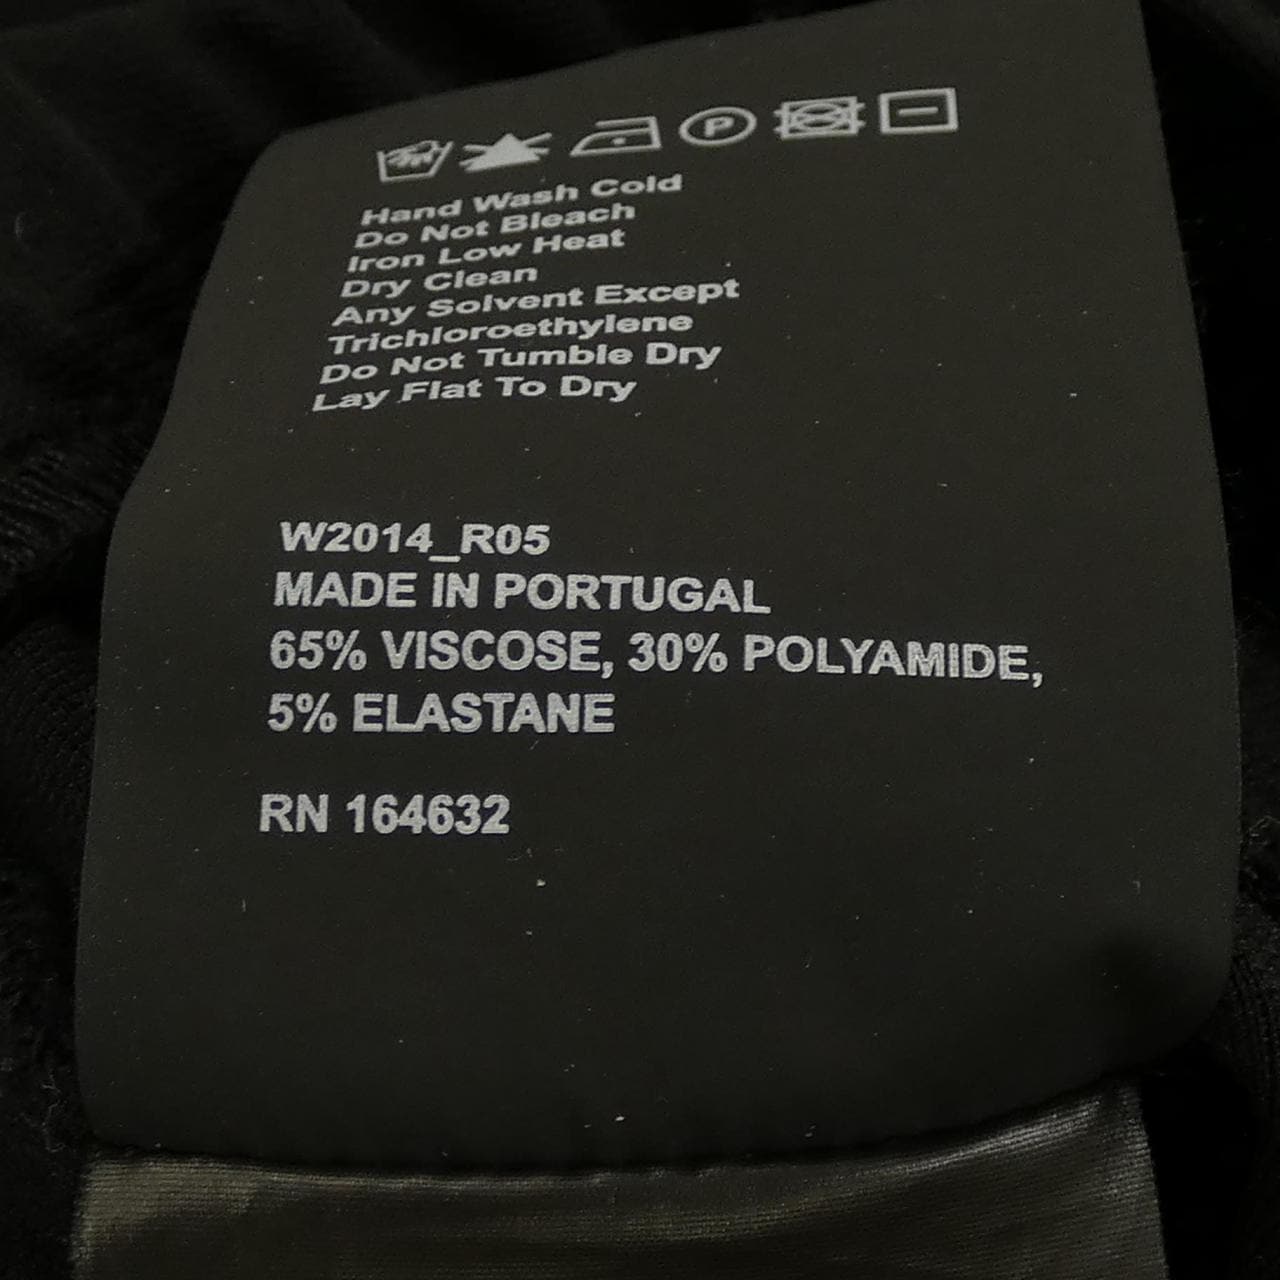 P
Hand Wash Cold
Do Not Bleach
Iron Low Heat
Dry Clean
Any Solvent Except
Trichloroethylene
Do Not Tumble Dry
Lay Flat To Dry
W2014_R05
MADE IN PORTUGAL
65% VISCOSE, 30% POLYAMIDE,
5% ELASTANE
RN 164632